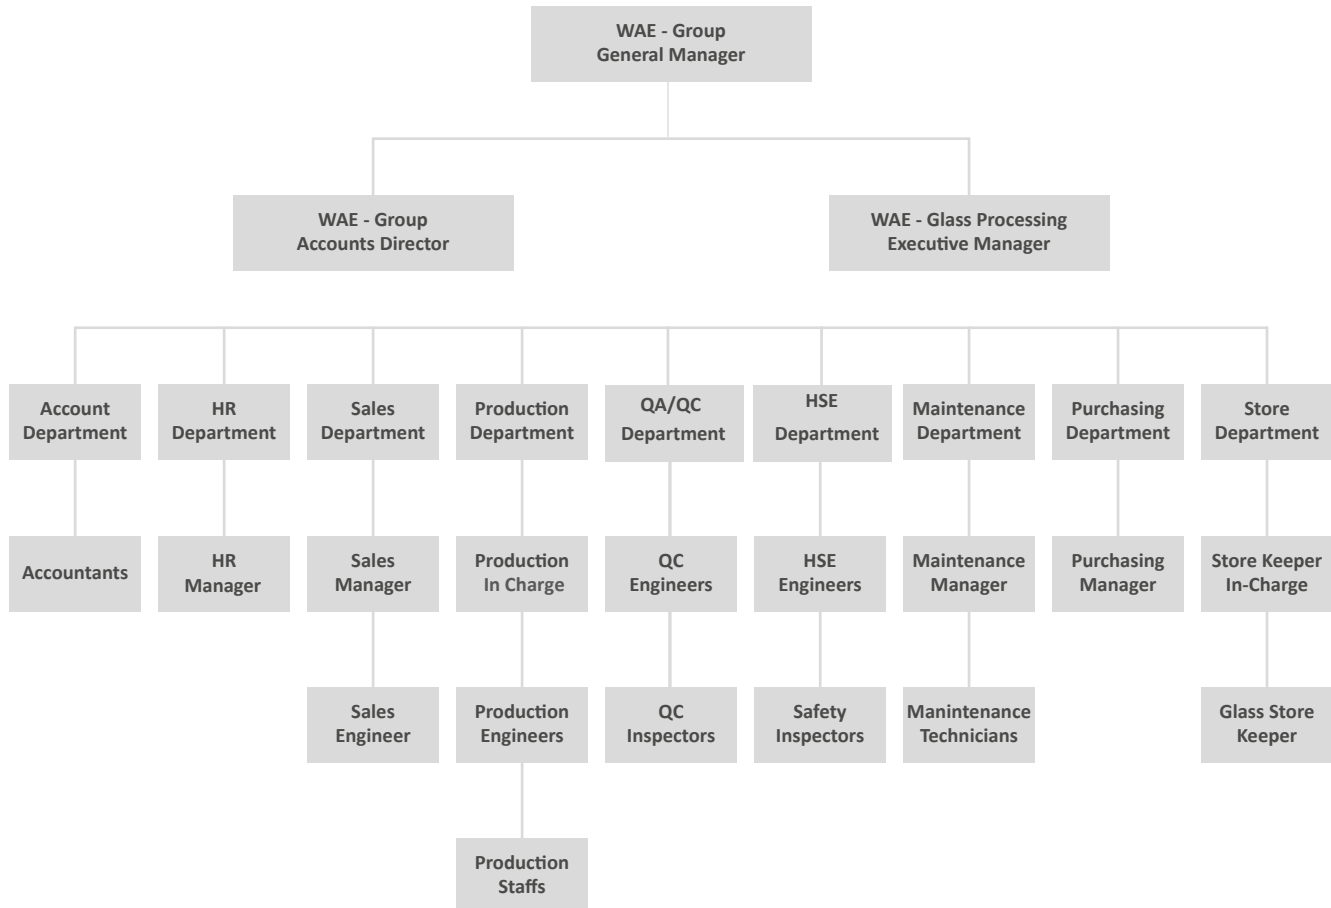 WAE - Group
General Manager
WAE - Group
Accounts Director
WAE - Glass Processing
Executive Manager
Account
Department
HR
Department
Sales
Department
Production
Department
QA/QC
Department
HSE
Department
Maintenance
Department
Purchasing
Department
Store
Department
Accountants
HR
Manager
Sales
Manager
Production
In Charge
QC
Engineers
HSE
Engineers
Maintenance
Manager
Purchasing
Manager
Store Keeper
In-Charge
Sales
Engineer
Production
Engineers
QC
Inspectors
Safety
Inspectors
Manintenance
Technicians
Glass Store
Keeper
Production
Staffs